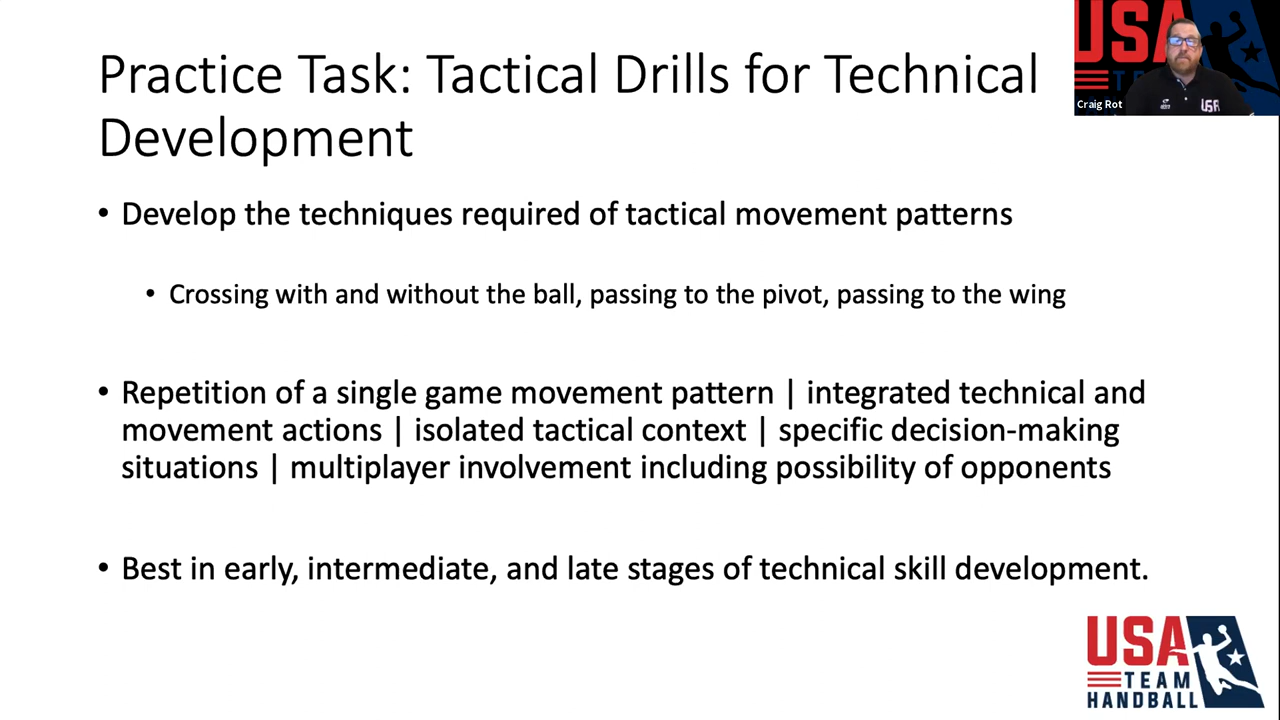 USA
TEAM
Craig Rot
USA
Practice Task: Tactical Drills for Technical
Development
• Develop the techniques required of tactical movement patterns
• Crossing with and without the ball, passing to the pivot, passing to the wing
• Repetition of a single game movement pattern | integrated technical and
movement actions | isolated tactical context | specific decision-making
situations | multiplayer involvement including possibility of opponents
• Best in early, intermediate, and late stages of technical skill development.
USA
TEAM
HANDBALL